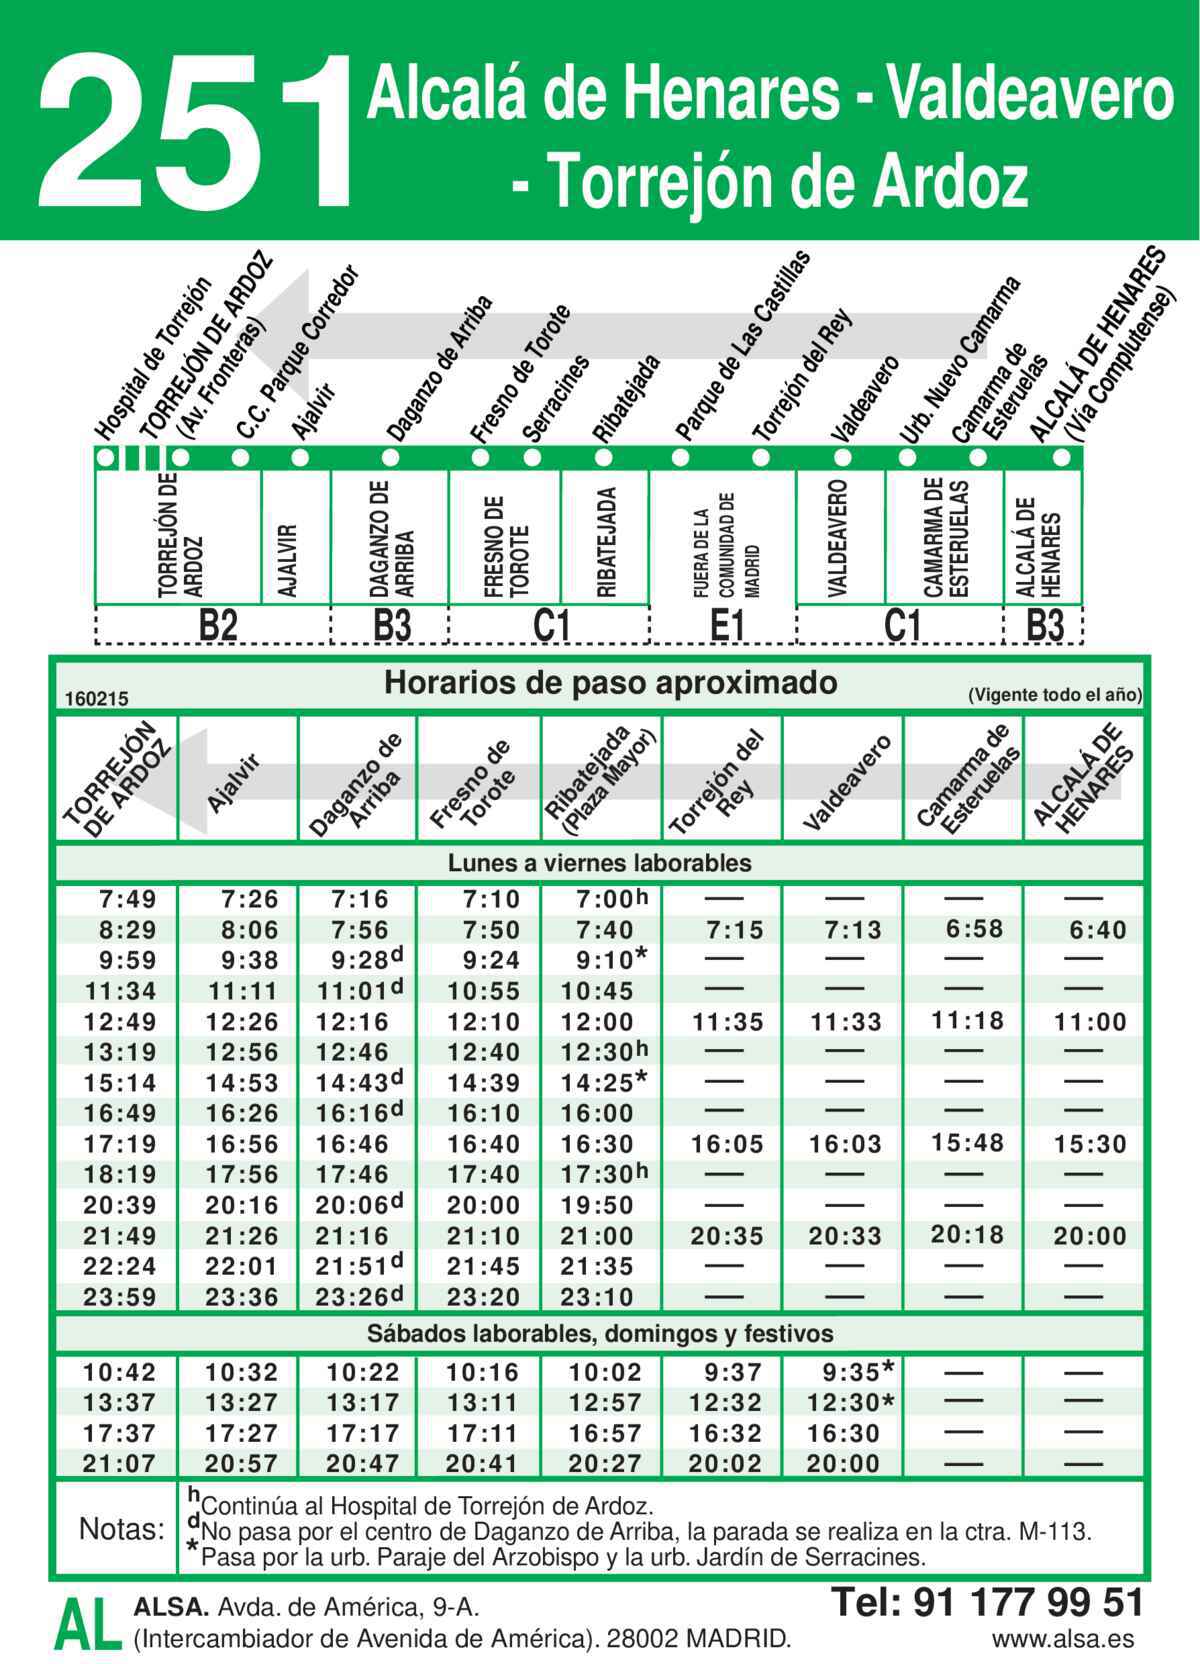 251 Alcalá de Henares - Valdeavero
- Torrejón de Ardoz
Hospital de Torrejón
TORREJÓN DE ARDOZ
(Av. Fronteras)
C.C. Parque Corredor
Ajalvir
Daganzo de Arriba
Fresno de Torote
Serracines
Ribatejada
Parque de Las Castillas
Torrejón del Rey
Valdeavero
Urb. Nuevo Camarma
Camarma de
Esteruelas
ALCALÁ DE HENARES
(Vía Complutense)
TORREJÓN DE
ARDOZ
AJALVIR
DAGANZO DE
ARRIBA
FRESNO DE
TOROTE
RIBATEJADA
FUERA DE LA
COMUNIDAD DE
MADRID
VALDEAVERO
CAMARMA DE
ESTERUELAS
ALCALÁ DE
HENARES
B2 B3 C1 E1 C1 B3
160215 Horarios de paso aproximado (Vigente todo el año)
TORREJÓN
DE ARDOZ
Ajalvir
Daganzo de
Arriba
Fresno de
Torote
Ribatejada
(Plaza Mayor)
Torrejón del
Rey
Valdeavero
Camarma de
Esteruelas
ALCALÁ DE
HENARES
Lunes a viernes laborables
7:49 7:26 7:16 7:10 7:00h — — — —
8:29 8:06 7:56 7:50 7:40 7:15 7:13 6:58 6:40
9:59 9:38 9:28d 9:24 9:10* — — — —
11:34 11:11 11:01d 10:55 10:45 — — — —
12:49 12:26 12:16 12:10 12:00 11:35 11:33 11:18 11:00
13:19 12:56 12:46 12:40 12:30h — — — —
15:14 14:53 14:43d 14:39 14:25* — — — —
16:49 16:26 16:16d 16:10 16:00 — — — —
17:19 16:56 16:46 16:40 16:30 16:05 16:03 15:48 15:30
18:19 17:56 17:46 17:40 17:30h — — — —
20:39 20:16 20:06d 20:00 19:50 — — — —
21:49 21:26 21:16 21:10 21:00 20:35 20:33 20:18 20:00
22:24 22:01 21:51d 21:45 21:35 — — — —
23:59 23:36 23:26d 23:20 23:10 — — — —
Sábados laborables, domingos y festivos
10:42 10:32 10:22 10:16 10:02 9:37 9:35* — —
13:37 13:27 13:17 13:11 12:57 12:32 12:30* — —
17:37 17:27 17:17 17:11 16:57 16:32 16:30 — —
21:07 20:57 20:47 20:41 20:27 20:02 20:00 — —
Notas:
hContinúa al Hospital de Torrejón de Ardoz.
dNo pasa por el centro de Daganzo de Arriba, la parada se realiza en la ctra. M-113.
*Pasa por la urb. Paraje del Arzobispo y la urb. Jardín de Serracines.
AL ALSA. Avda. de América, 9-A.
(Intercambiador de Avenida de América). 28002 MADRID.
Tel: 91 177 99 51
www.alsa.es